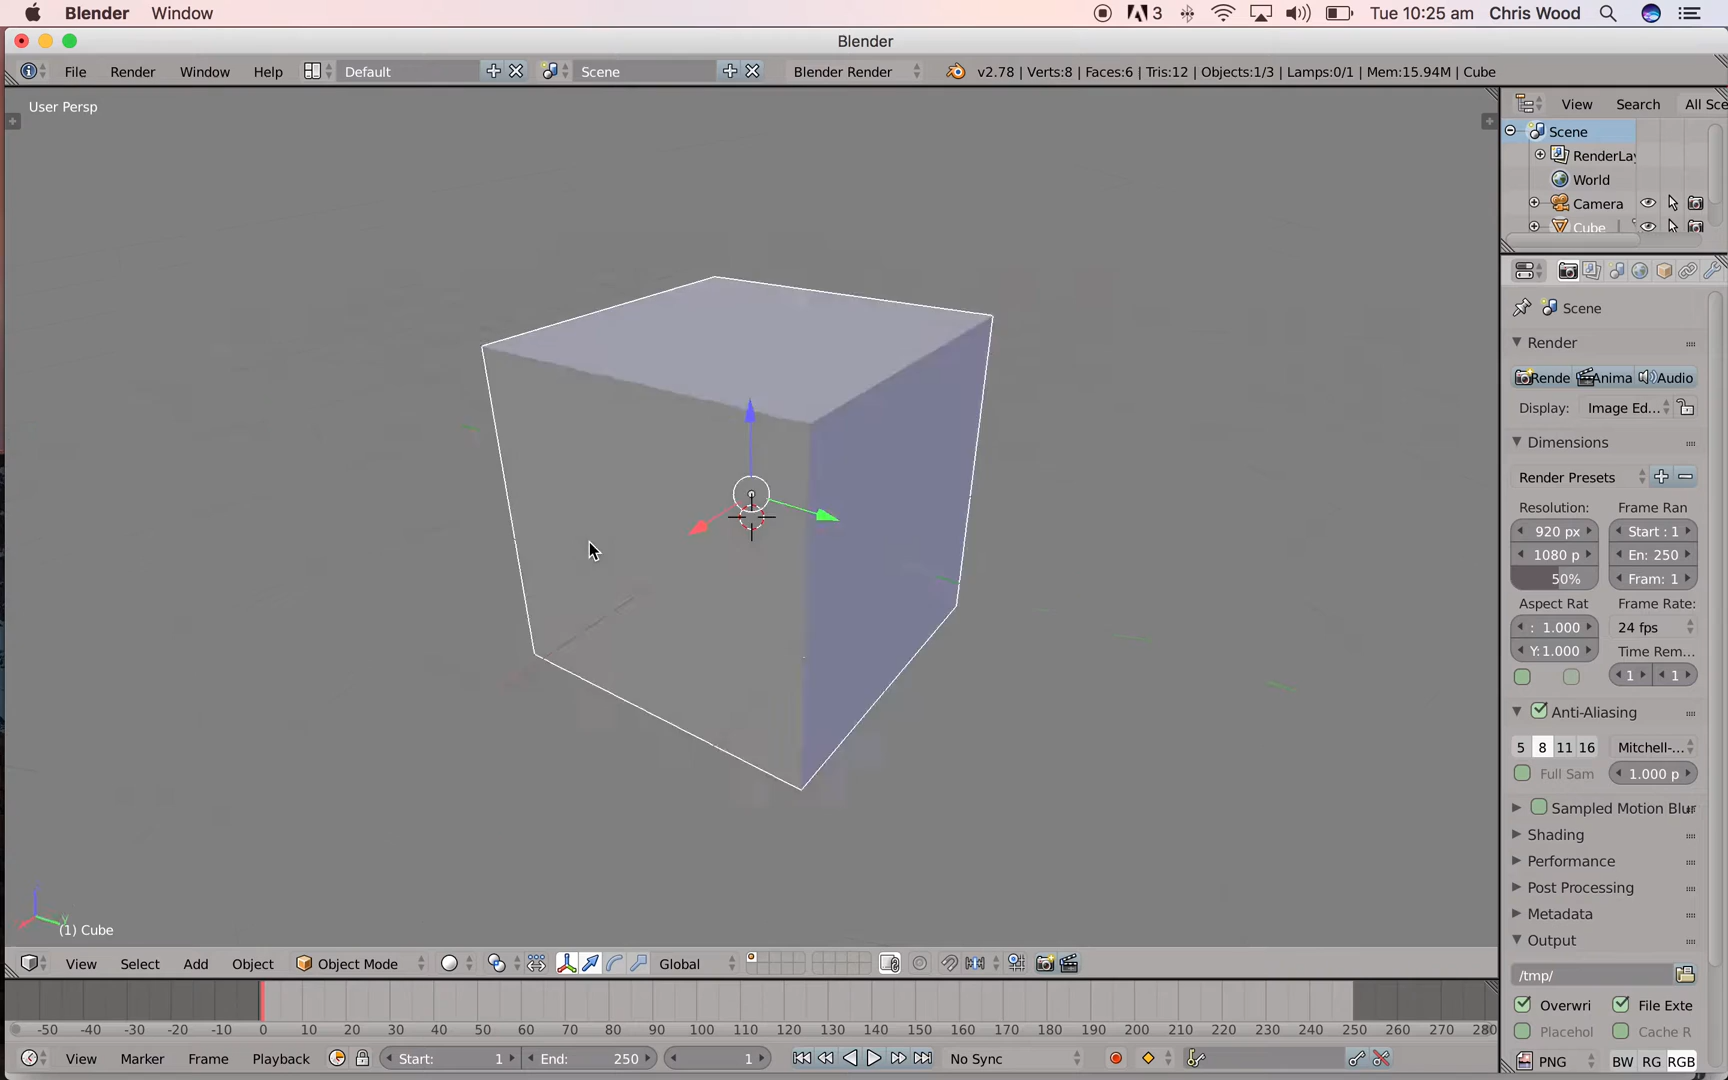 Blender Window 3 Tue 10:25 am Chris Wood
Blender
File Render Window Help Default Scene Blender Render v2.78 | Verts:8 | Faces:6 | Tris:12 | Objects:1/3 | Lamps:0/1 | Mem:15.94M | Cube
User Persp
View Search All Sce
Scene
RenderLay
World
Camera
Cube
Scene
Render
Rende Anima Audio
Display: Image Ed...
Dimensions
Render Presets
Resolution: Frame Ran
920 px Start : 1
1080 p En: 250
50% Fram: 1
Aspect Rat Frame Rate:
: 1.000 24 fps
Y:1.000 Time Rem...
1 1
Anti-Aliasing
5 8 11 16 Mitchell-...
Full Sam 1.000 p
Sampled Motion Blur
Shading
Performance
Post Processing
Metadata
Output
/tmp/
Overwri File Exte
Placehol Cache R
PNG BW RG RGB
y
(1) Cube
View Select Add Object Object Mode Global
-50 -40 -30 -20 -10 0 10 20 30 40 50 60 70 80 90 100 110 120 130 140 150 160 170 180 190 200 210 220 230 240 250 260 270 280
View Marker Frame Playback Start: 1 End: 250 1 No Sync